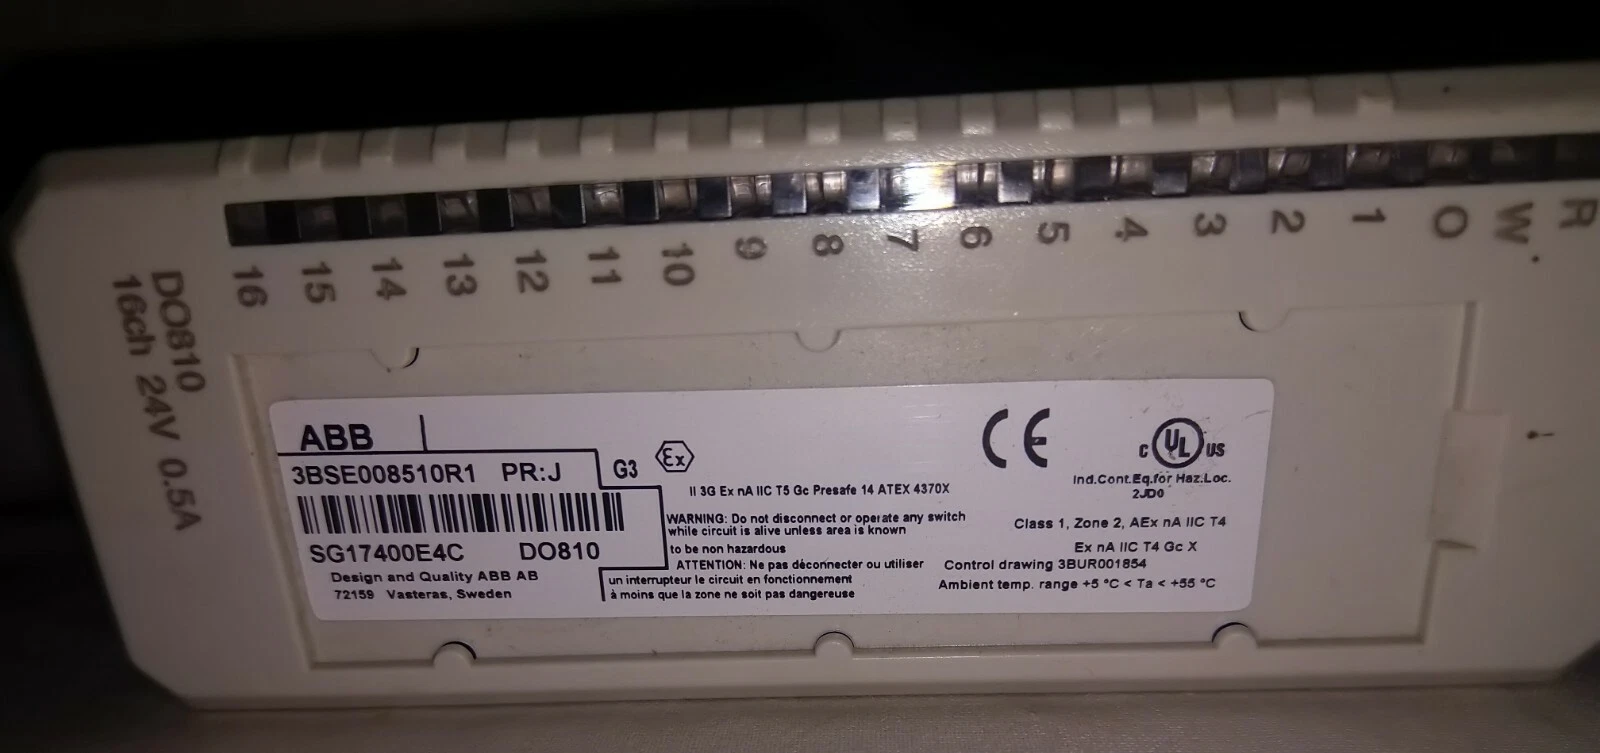 R
W
O
1
2
3
4
5
6
7
8
9
10
11
12
13
14
15
16
DO810
16ch 24V 0.5A
ABB
3BSE008510R1 PR:J
G3
Ex
SG17400E4C DO810
Design and Quality ABB AB
72159 Vasteras, Sweden
II 3G Ex nA IIC T5 Gc Presafe 14 ATEX 4370X
WARNING: Do not disconnect or operate any switch
while circuit is alive unless area is known
to be non hazardous
ATTENTION: Ne pas déconnecter ou utiliser
un interrupteur le circuit en fonctionnement
à moins que la zone ne soit pas dangereuse
CE
C UL US
Ind.Cont.Eq.for Haz.Loc.
2JD0
Class 1, Zone 2, AEx nA IIC T4
Ex nA IIC T4 Gc X
Control drawing 3BUR001854
Ambient temp. range +5 °C < Ta < +55 °C